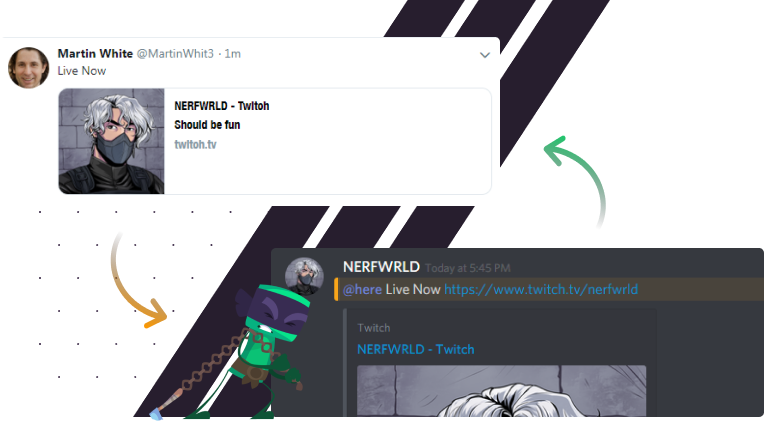 Martin White @MartinWhit3 · 1m
Live Now
NERFWRLD - Twitch
Should be fun
twitch.tv
NERFWRLD Today at 5:45 PM
@here Live Now https://www.twitch.tv/nerfwrld
Twitch
NERFWRLD - Twitch